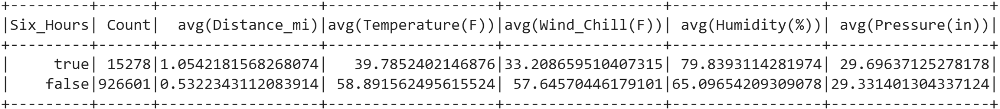 +---------+------+------------------+-------------------+------------------+-----------------+------------------+
|Six_Hours| Count|  avg(Distance_mi)|avg(Temperature(F))|avg(Wind_Chill(F))| avg(Humidity(%))| avg(Pressure(in))|
+---------+------+------------------+-------------------+------------------+-----------------+------------------+
|     true| 15278|1.0542181568268074|   39.7852402146876|33.208659510407315| 79.8393114281974| 29.69637125278178|
|    false|926601|0.5322343112083914| 58.891562495615524| 57.64570446179101|65.09654209309078|29.331401304337124|
+---------+------+------------------+-------------------+------------------+-----------------+------------------+